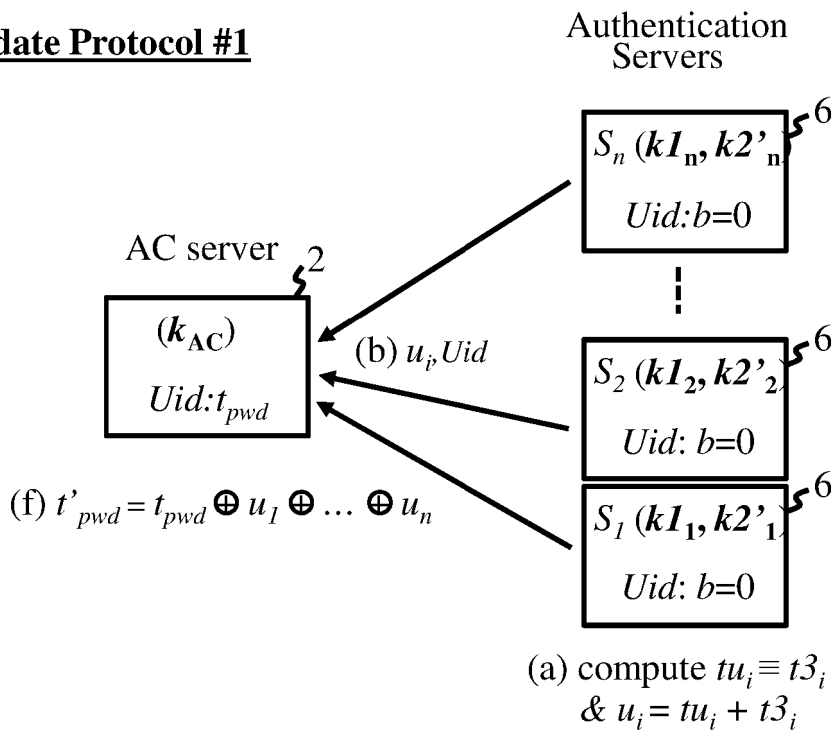 date Protocol #1
Authentication
Servers
6
Sn (k1n, k2'n)
Uid:b=0
AC server
2
(kAC)
Uid:tpwd
(b) ui,Uid
6
S2 (k12, k2'2)
Uid: b=0
(f) t'pwd = tpwd ⊕ u1 ⊕ … ⊕ un
6
S1 (k11, k2'1)
Uid: b=0
(a) compute tui ≡ t3i
& ui = tui + t3i